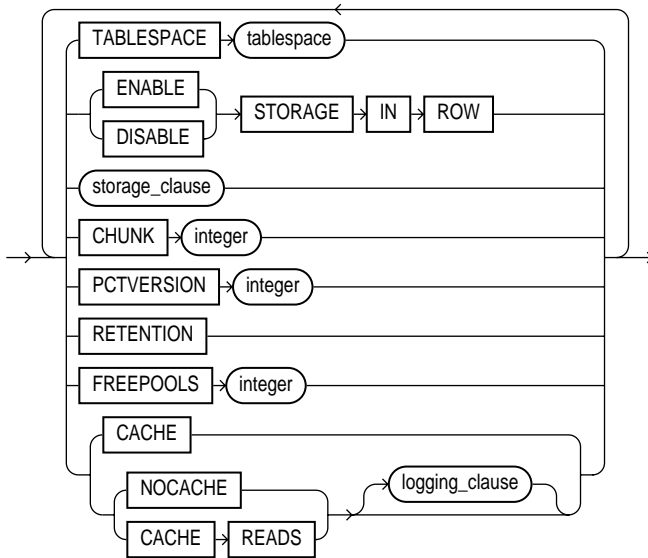 TABLESPACE tablespace
ENABLE
STORAGE IN ROW
DISABLE
storage_clause
CHUNK integer
PCTVERSION integer
RETENTION
FREEPOOLS integer
CACHE
NOCACHE
logging_clause
CACHE READS